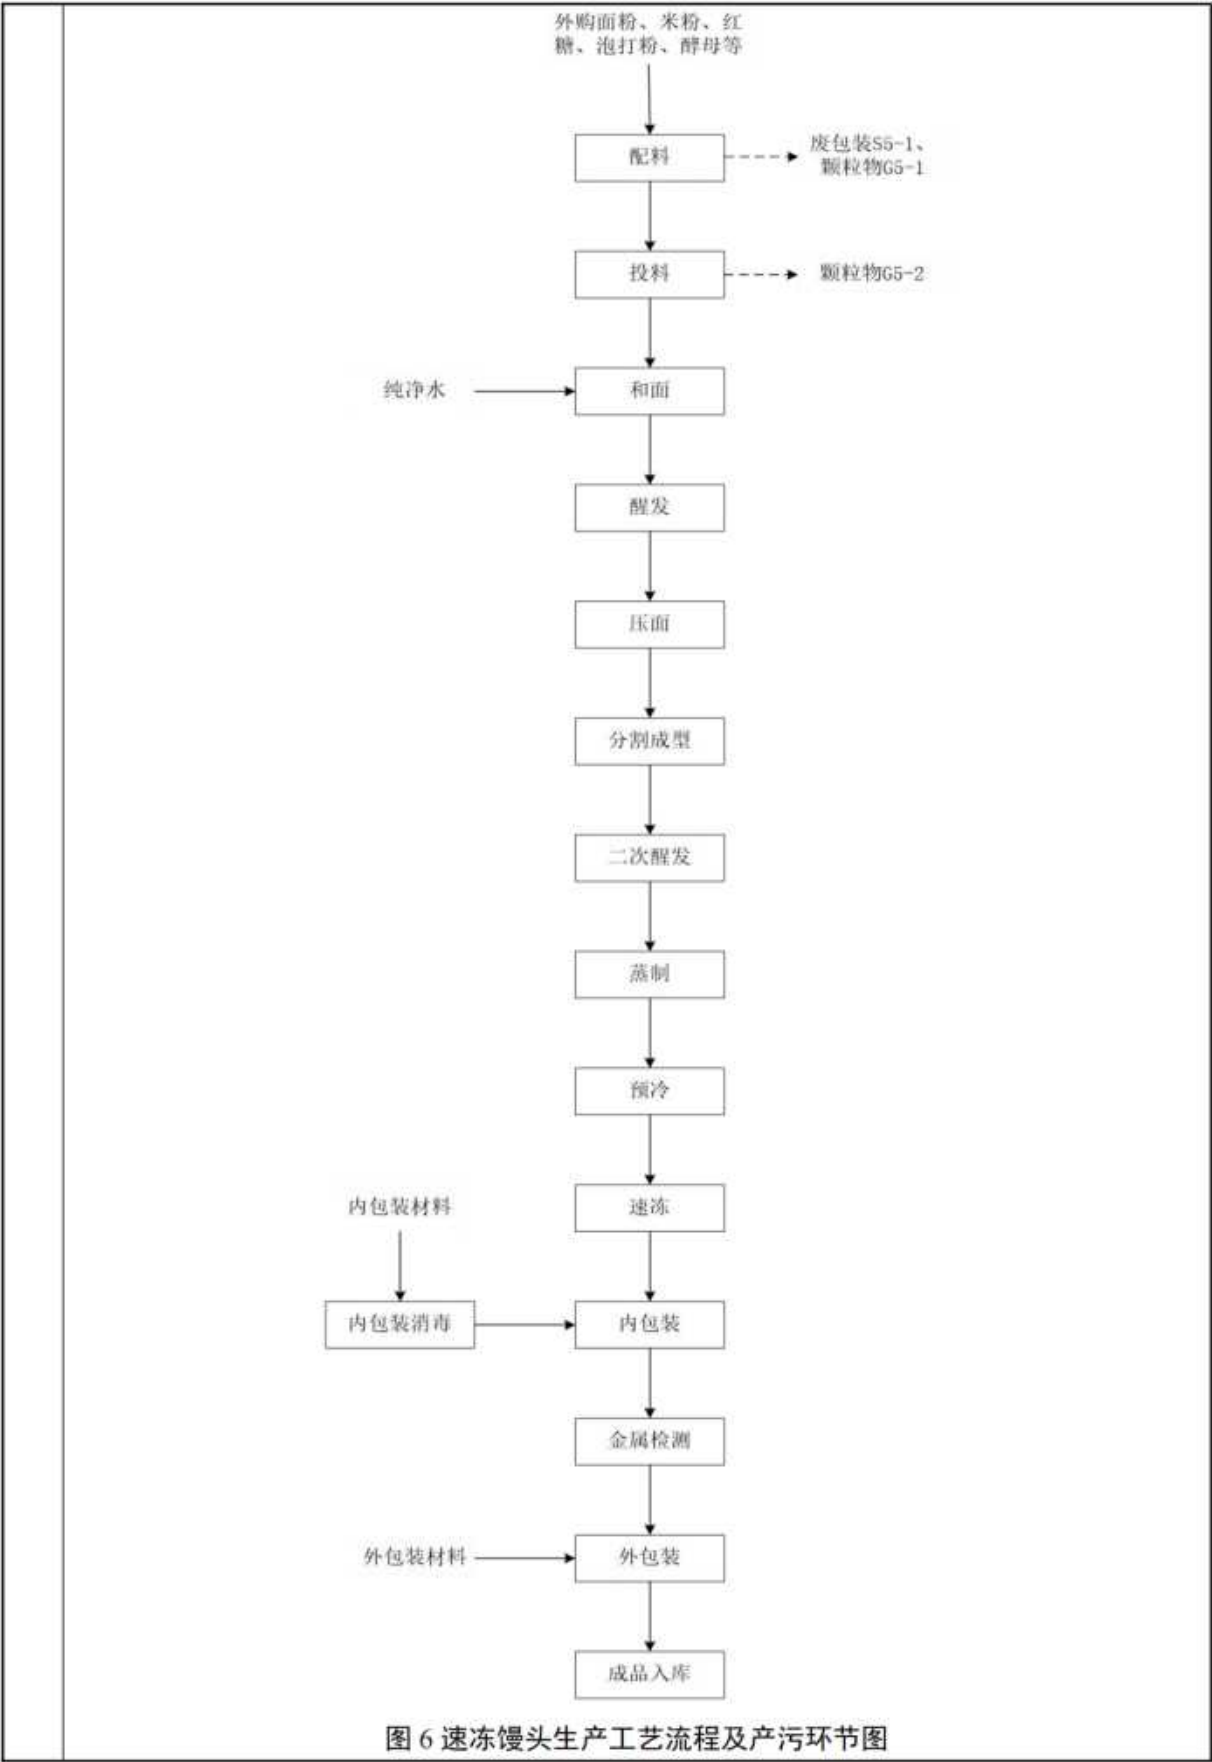 外购面粉、米粉、红
糖、泡打粉、酵母等
配料
废包装S5-1、
颗粒物G5-1
投料
颗粒物G5-2
纯净水
和面
醒发
压面
分割成型
二次醒发
蒸制
预冷
内包装材料
速冻
内包装消毒
内包装
金属检测
外包装材料
外包装
成品入库
图 6 速冻馒头生产工艺流程及产污环节图